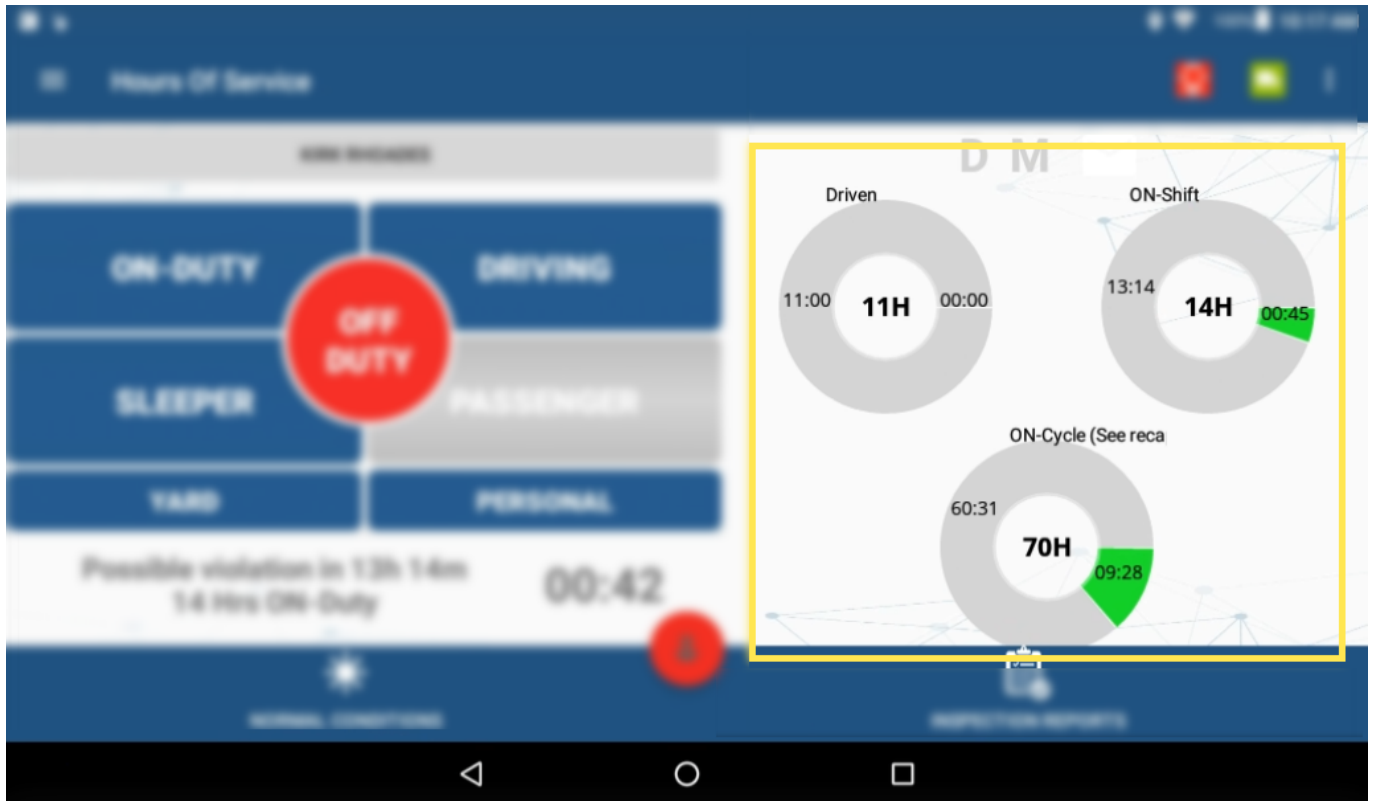 Hours Of Service
D M
KIRK RHOADES
Driven
ON-Shift
ON-DUTY
DRIVING
OFF
DUTY
SLEEPER
PASSENGER
YARD
PERSONAL
11:00
11H
00:00
13:14
14H
00:45
ON-Cycle (See reca
60:31
70H
09:28
Possible violation in 13h 14m
14 Hrs ON-Duty
00:42
NORMAL CONDITIONS
INSPECTION REPORTS